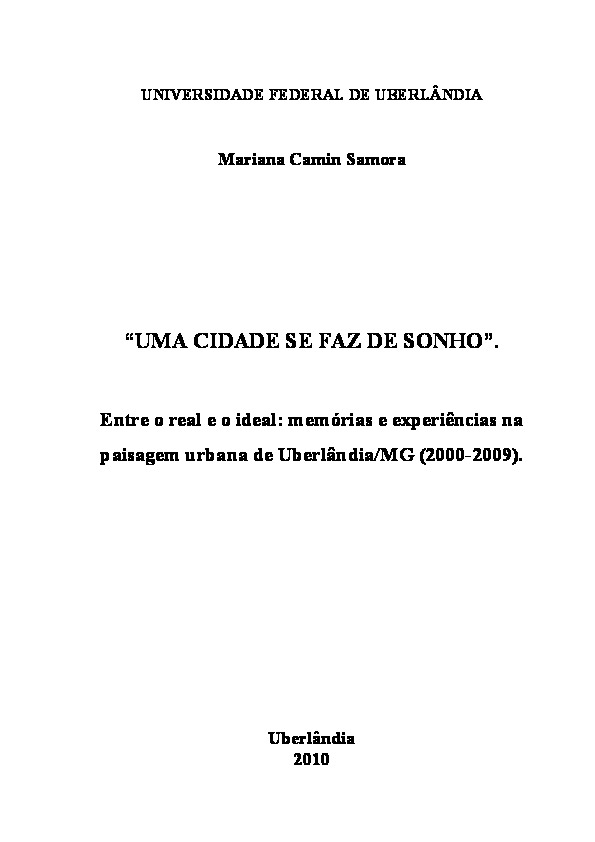 UNIVERSIDADE FEDERAL DE UBERLÂNDIA
Mariana Camin Samora
“UMA CIDADE SE FAZ DE SONHO”.
Entre o real e o ideal: memórias e experiências na
paisagem urbana de Uberlândia/MG (2000-2009).
Uberlândia
2010